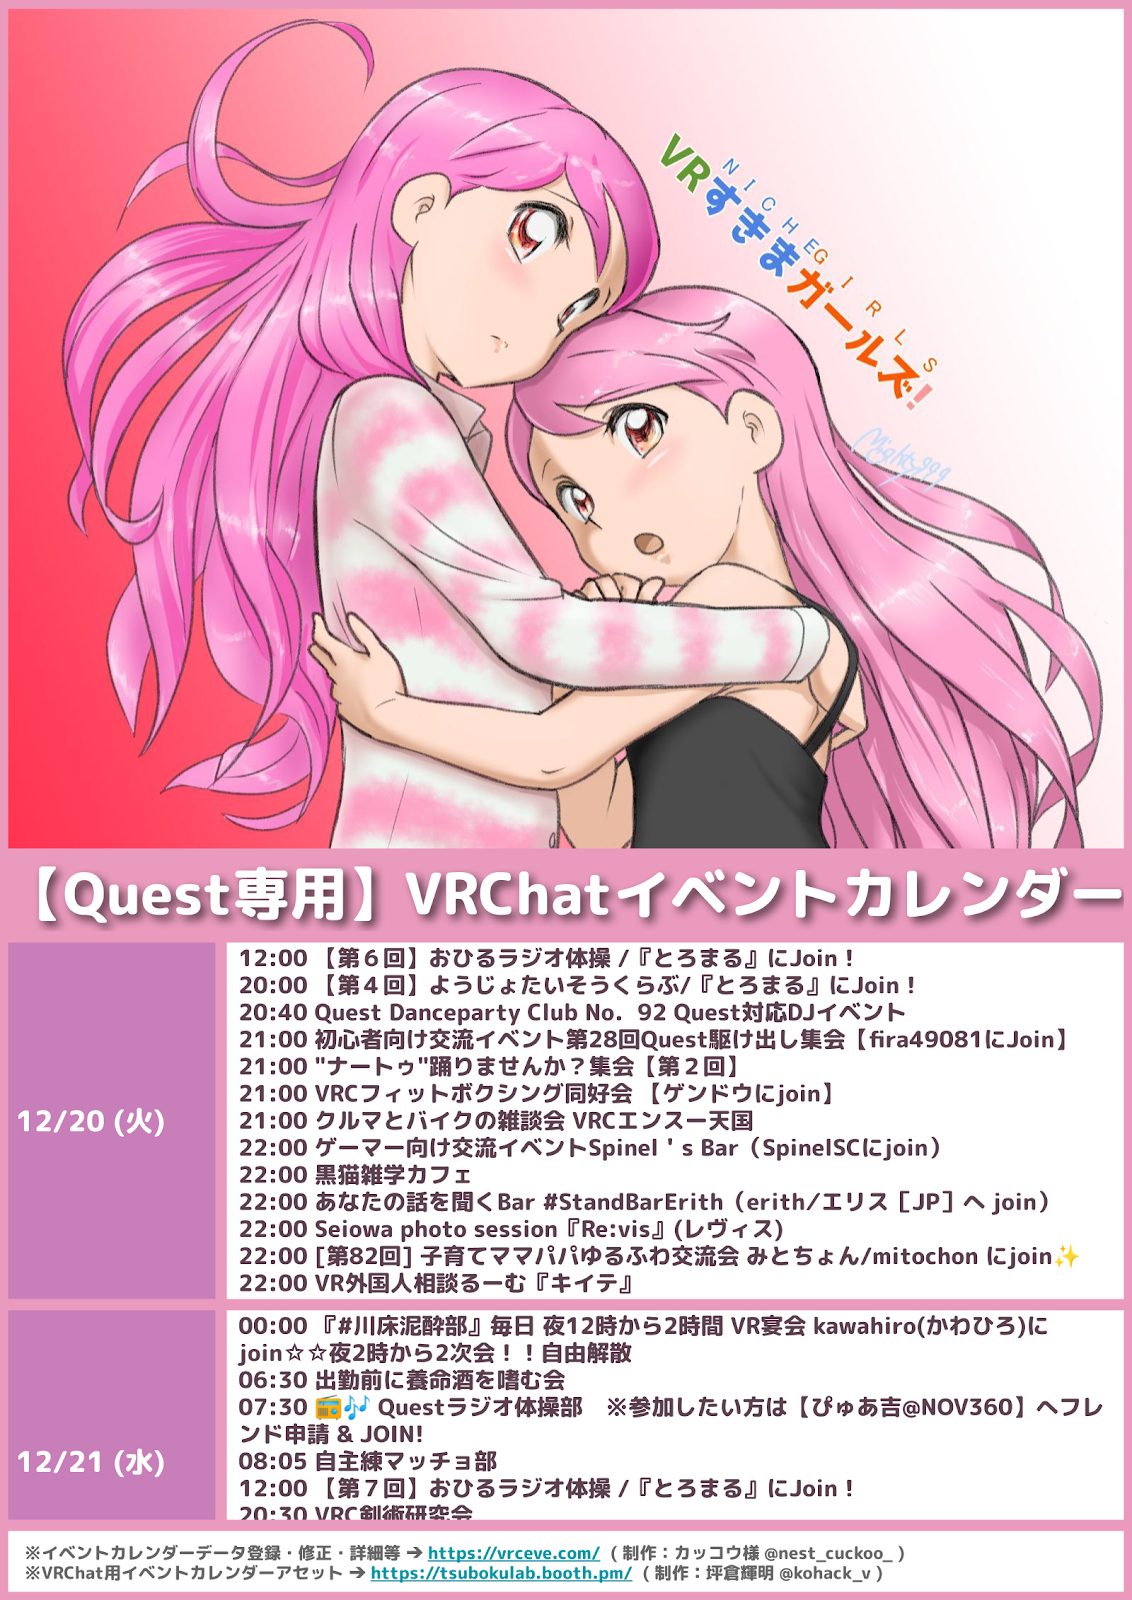 VRすきまガールズ!
NICHEGIRLS
Mighty999
【Quest専用】VRChatイベントカレンダー
12/20 (火)
12:00 【第６回】おひるラジオ体操 /『とろまる』にJoin！
20:00 【第４回】ようじょたいそうくらぶ/『とろまる』にJoin！
20:40 Quest Danceparty Club No．92 Quest対応DJイベント
21:00 初心者向け交流イベント第28回Quest駆け出し集会【fira49081にJoin】
21:00 "ナートゥ"踊りませんか？集会【第２回】
21:00 VRCフィットボクシング同好会 【ゲンドウにjoin】
21:00 クルマとバイクの雑談会 VRCエンスー天国
22:00 ゲーマー向け交流イベントSpinel＇s Bar（SpinelSCにjoin）
22:00 黒猫雑学カフェ
22:00 あなたの話を聞くBar #StandBarErith（erith/エリス［JP］へ join）
22:00 Seiowa photo session『Re:vis』(レヴィス)
22:00 [第82回] 子育てママパパゆるふわ交流会 みとちょん/mitochon にjoin✨
22:00 VR外国人相談るーむ『キイテ』
12/21 (水)
00:00 『#川床泥酔部』毎日 夜12時から2時間 VR宴会 kawahiro(かわひろ)に
join☆☆夜2時から2次会！！自由解散
06:30 出勤前に養命酒を嗜む会
07:30 📻🎶 Questラジオ体操部　※参加したい方は【ぴゅあ吉@NOV360】へフレ
ンド申請 & JOIN!
08:05 自主練マッチョ部
12:00 【第７回】おひるラジオ体操 /『とろまる』にJoin！
20:30 VRC剣術研究会
※イベントカレンダーデータ登録・修正・詳細等 → https://vrceve.com/ ( 制作：カッコウ様 @nest_cuckoo_ )
※VRChat用イベントカレンダーアセット → https://tsubokulab.booth.pm/ ( 制作：坪倉輝明 @kohack_v )